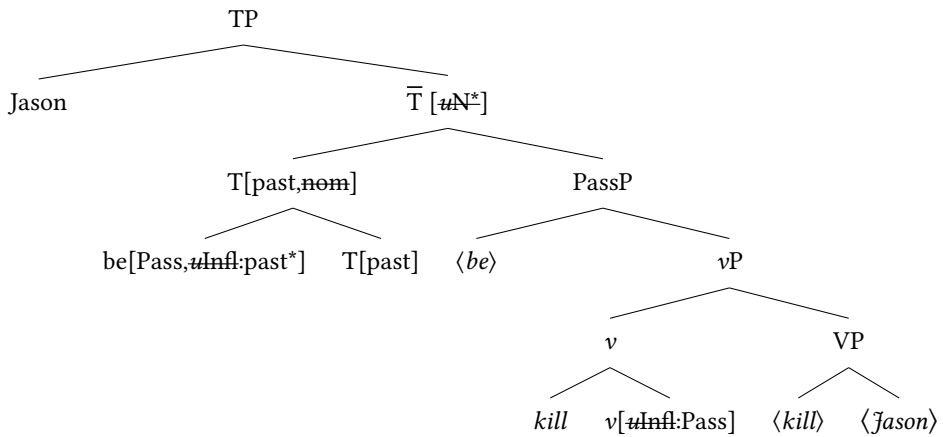 TP
Jason T̅ [uN*]
T[past,nom] PassP
be[Pass,uInfl:past*] T[past] ⟨be⟩ vP
v VP
kill v[uInfl:Pass] ⟨kill⟩ ⟨Jason⟩